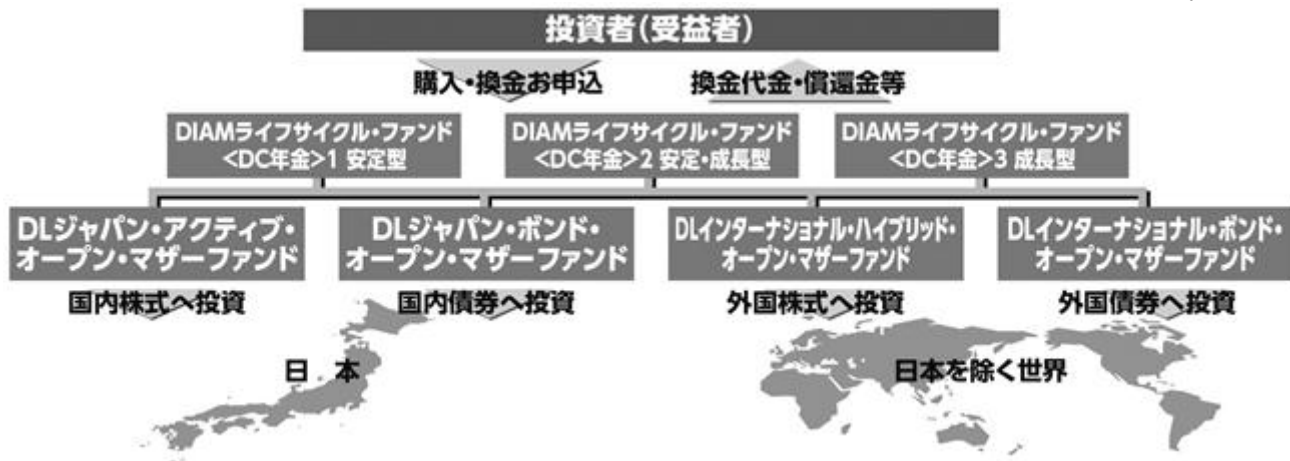 投資者(受益者)
購入・換金お申込
換金代金・償還金等
DIAMライフサイクル・ファンド
<DC年金>1 安定型
DIAMライフサイクル・ファンド
<DC年金>2 安定・成長型
DIAMライフサイクル・ファンド
<DC年金>3 成長型
DLジャパン・アクティブ・
オープン・マザーファンド
DLジャパン・ボンド・
オープン・マザーファンド
DLインターナショナル・ハイブリッド・
オープン・マザーファンド
DLインターナショナル・ボンド・
オープン・マザーファンド
国内株式へ投資
国内債券へ投資
外国株式へ投資
外国債券へ投資
日 本
日本を除く世界